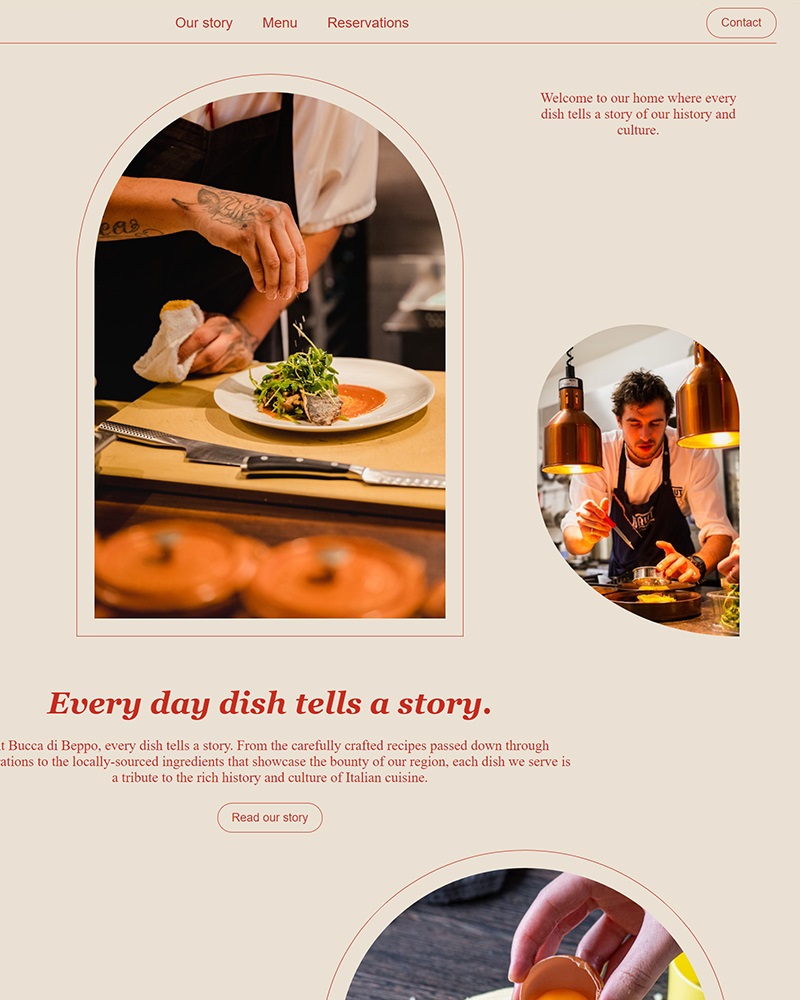 Our story Menu Reservations Contact
Welcome to our home where every
dish tells a story of our history and
culture.
Every day dish tells a story.
t Bucca di Beppo, every dish tells a story. From the carefully crafted recipes passed down through
ations to the locally-sourced ingredients that showcase the bounty of our region, each dish we serve is
a tribute to the rich history and culture of Italian cuisine.
Read our story